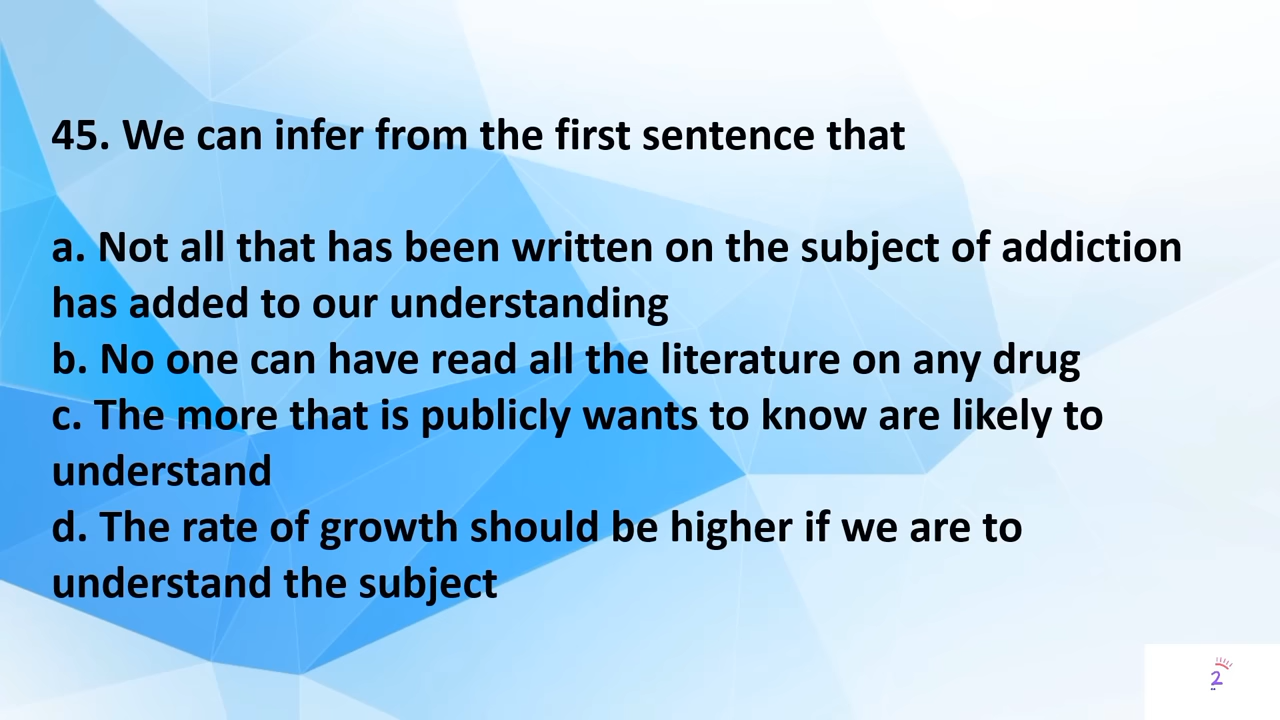 45. We can infer from the first sentence that
a. Not all that has been written on the subject of addiction
has added to our understanding
b. No one can have read all the literature on any drug
c. The more that is publicly wants to know are likely to
understand
d. The rate of growth should be higher if we are to
understand the subject
2